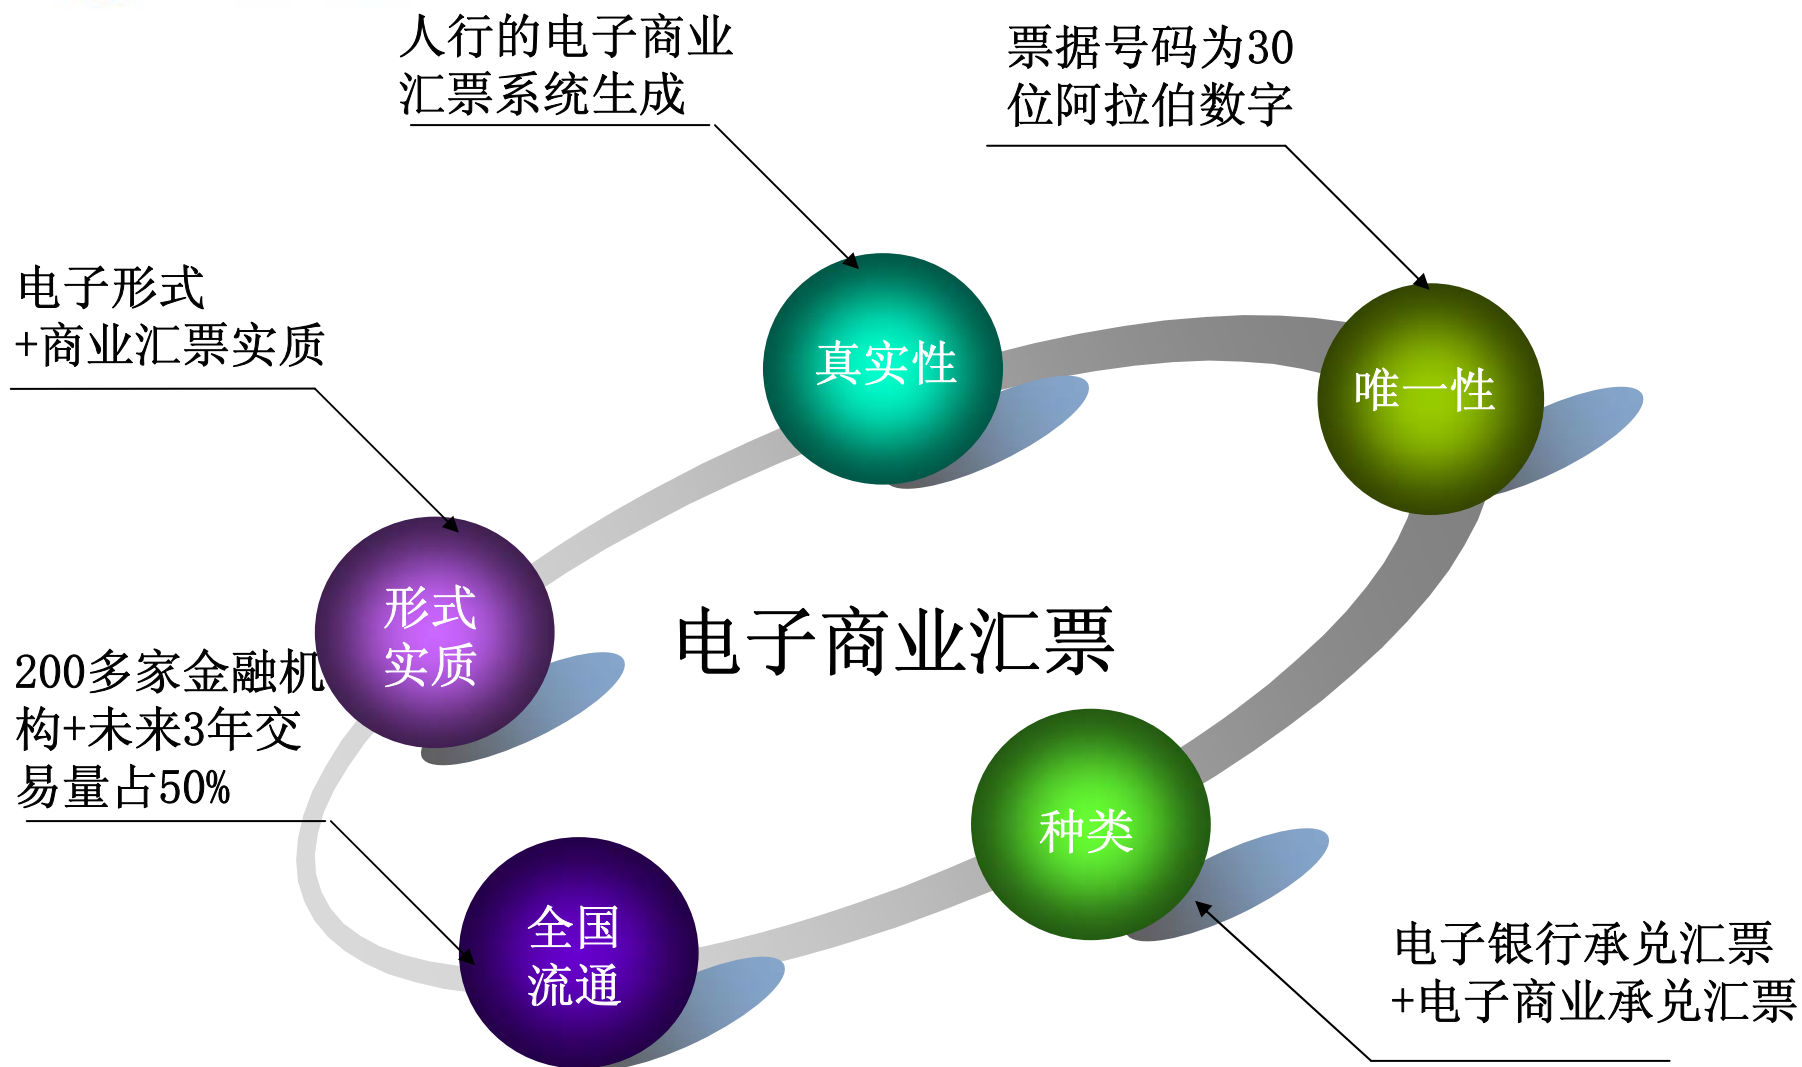 人行的电子商业
汇票系统生成
票据号码为30
位阿拉伯数字
电子形式
+商业汇票实质
真实性
唯一性
形式
实质
电子商业汇票
200多家金融机
构+未来3年交
易量占50%
种类
全国
流通
电子银行承兑汇票
+电子商业承兑汇票